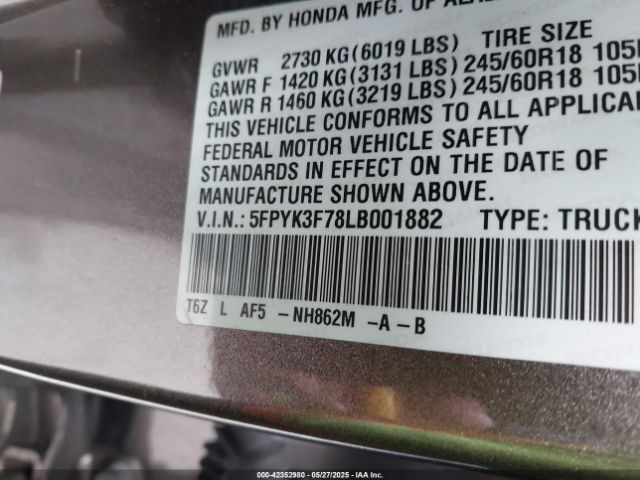 MFD. BY HONDA MFG. OF
GVWR 2730 KG(6019 LBS) TIRE SIZE
GAWR F 1420 KG(3131 LBS) 245/60R18 105
GAWR R 1460 KG(3219 LBS) 245/60R18 105
THIS VEHICLE CONFORMS TO ALL
FEDERAL MOTOR VEHICLE SAFETY
STANDARDS IN EFFECT ON THE DATE OF
MANUFACTURE SHOWN ABOVE.
V.I.N.: 5FPYK3F78LB001882 TYPE: TRUCK
T6Z L AF5 -NH862M -A-B
000-42352980 - 05/27/2025 - IAA Inc.